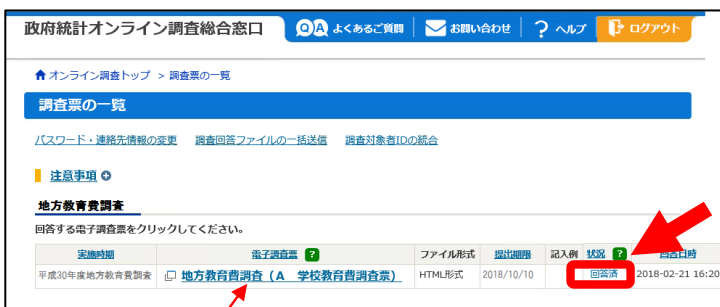 政府統計オンライン調査総合窓口 QA よくあるご質問 お問い合わせ ? ヘルプ ログアウト
オンライン調査トップ > 調査票の一覧
調査票の一覧
パスワード・連絡先情報の変更 調査回答ファイルの一括送信 調査対象者IDの統合
注意事項
地方教育費調査
回答する電子調査票をクリックしてください。
実施時期 電子調査票 ? ファイル形式 提出期限 記入例 状況 ? 回答日時
平成30年度地方教育費調査 地方教育費調査（A 学校教育費調査票） HTML形式 2018/10/10 回答済 2018-02-21 16:20